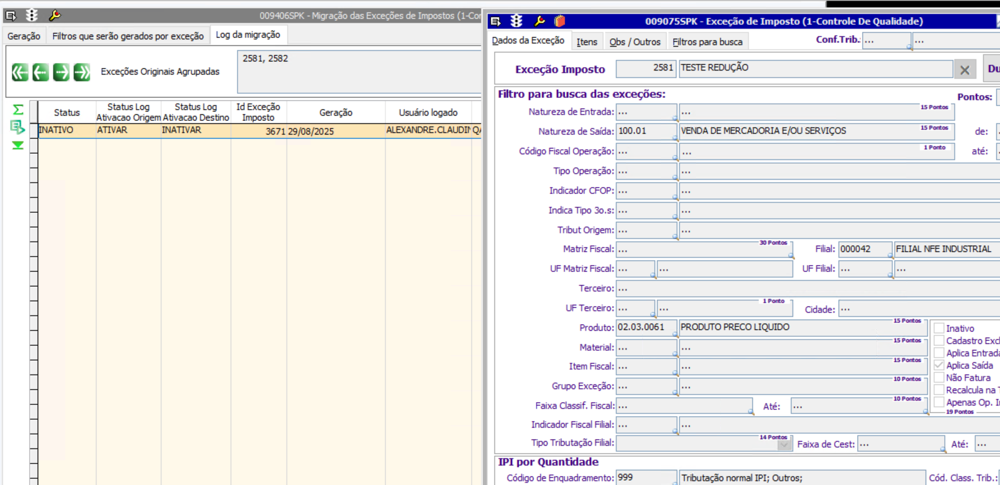 009406SPK - Migração das Exceções de Impostos (1-Cor
Geração
Filtros que serão gerados por exceção
Log da migração
Exceções Originais Agrupadas
2581, 2582
Status
Status Log
Ativacao Origem
Status Log
Ativacao Destino
Id Exceção
Imposto
Geração
Usuário logado
INATIVO
ATIVAR
INATIVAR
3671
29/08/2025
ALEXANDRE.CLAUDIN
QA
009075SPK - Exceção de Imposto (1-Controle De Qualidade)
Dados da Exceção
Itens
Obs / Outros
Filtros para busca
Conf.Trib.: ... ...
Exceção Imposto 2581 TESTE REDUÇÃO
Du
Filtro para busca das exceções:
Pontos:
Natureza de Entrada: ... ... 15 Pontos
Natureza de Saída: 100.01 VENDA DE MERCADORIA E/OU SERVIÇOS 15 Pontos
de:
Código Fiscal Operação: ... ... 1 Ponto
até:
Tipo Operação: ... ...
Indicador CFOP: ... ...
Indica Tipo 3o.s: ... ...
Tribut Origem: ... ...
Matriz Fiscal: ... 30 Pontos
Filial: 000042 FILIAL NFE INDUSTRIAL
UF Matriz Fiscal: ... ...
UF Filial: ... ...
Terceiro: ...
UF Terceiro: ... ... 1 Ponto
Cidade: ...
Produto: 02.03.0061 PRODUTO PRECO LIQUIDO 15 Pontos
Material: ... ... 15 Pontos
Item Fiscal: ... ... 15 Pontos
Grupo Exceção: ... ... 10 Pontos
Faixa Classif. Fiscal: ... Até: ... 10 Pontos
Inativo
Cadastro Excl
Aplica Entrada
Aplica Saída
Não Fatura
Recalcula na T
Apenas Op. I
19 Pontos
Indicador Fiscal Filial: ... ...
Tipo Tributação Filial: 14 Pontos
Faixa de Cest: ... Até: ...
IPI por Quantidade
Código de Enquadramento: 999 Tributação normal IPI; Outros;
Cód. Class. Trib.: